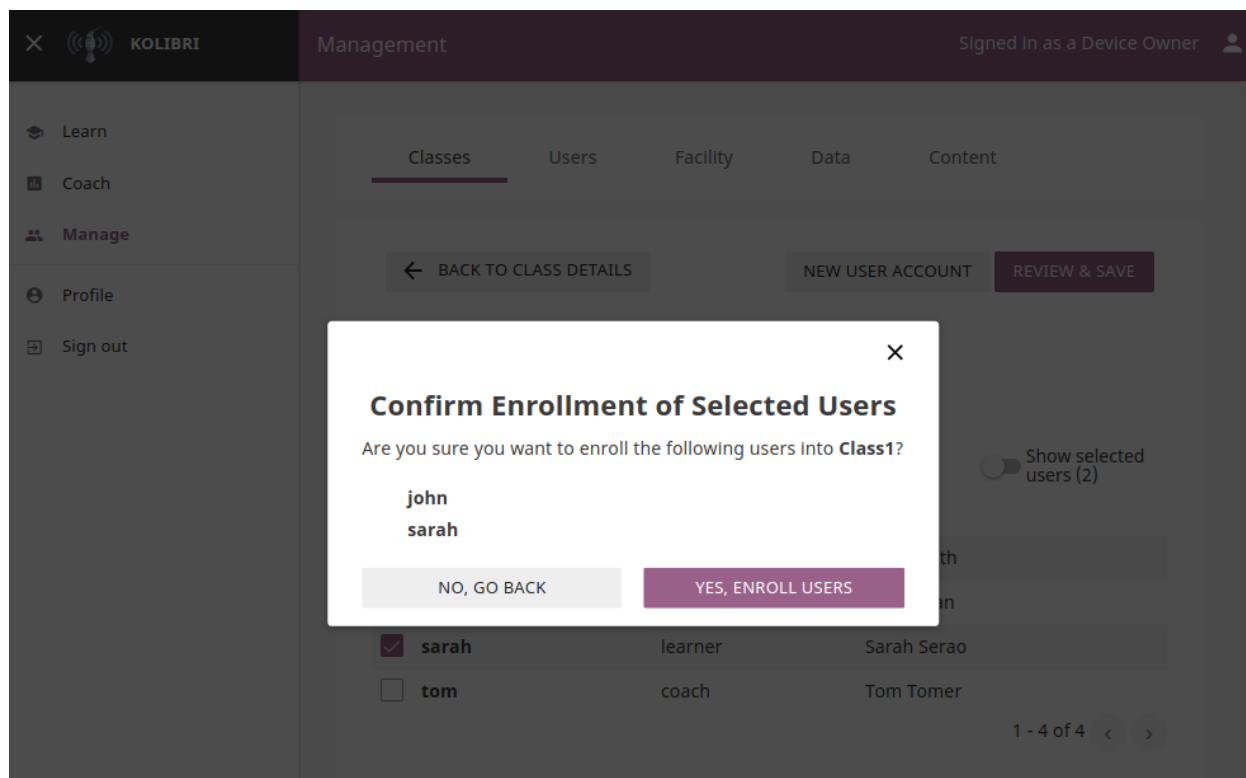 KOLIBRI
Management
Signed in as a Device Owner
Learn
Coach
Manage
Profile
Sign out
Classes Users Facility Data Content
BACK TO CLASS DETAILS
NEW USER ACCOUNT
REVIEW & SAVE
Confirm Enrollment of Selected Users
Are you sure you want to enroll the following users into Class1?
john
sarah
NO, GO BACK
YES, ENROLL USERS
Show selected
users (2)
th
an
sarah learner Sarah Serao
tom coach Tom Tomer
1 - 4 of 4